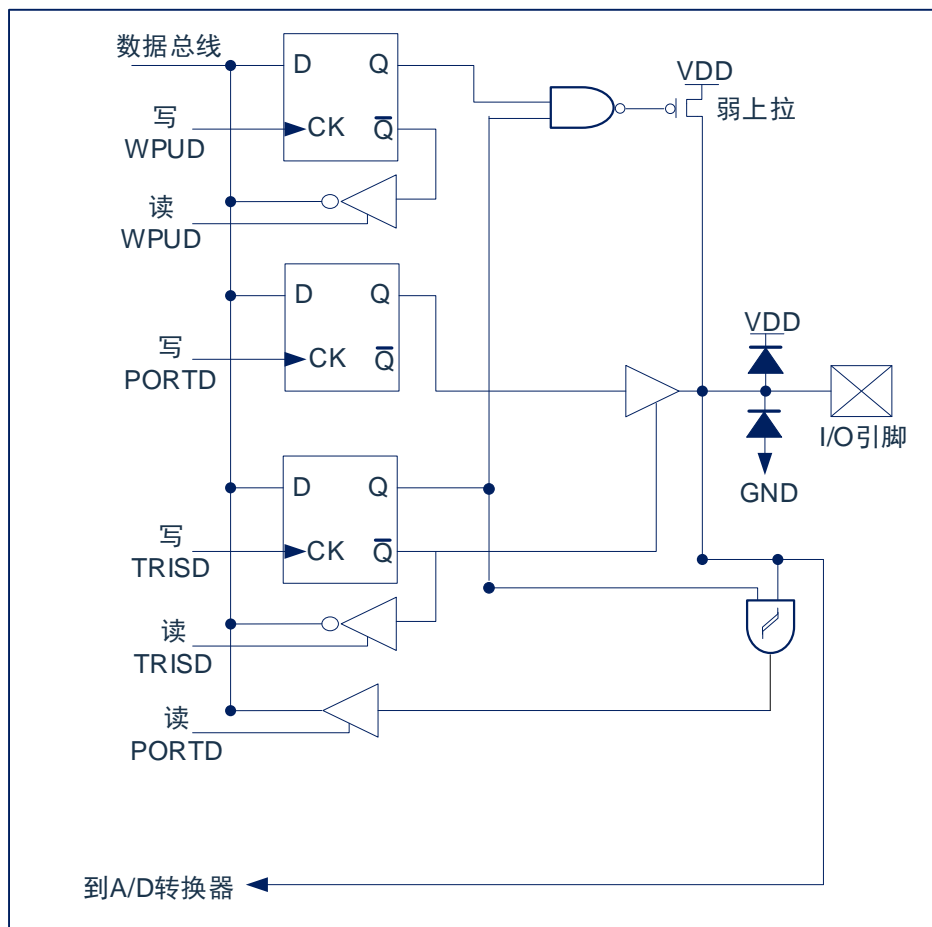 数据总线
D
Q
写
WPUD
CK
Q̅
读
WPUD
VDD
弱上拉
D
Q
写
PORTD
CK
Q̅
VDD
I/O引脚
GND
D
Q
写
TRISD
CK
Q̅
读
TRISD
读
PORTD
到A/D转换器